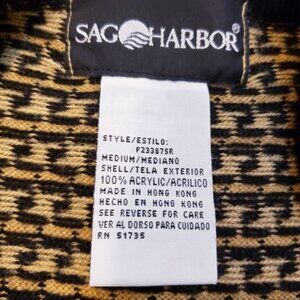 SAG HARBOR®
STYLE/ESTILO:
F23387SR
MEDIUM/MEDIANO
SHELL/TELA EXTERIOR
100% ACRYLIC/ACRILICO
MADE IN HONG KONG
HECHO EN HONG KONG
SEE REVERSE FOR CARE
VER AL DORSO PARA CUIDADO
RN 51735